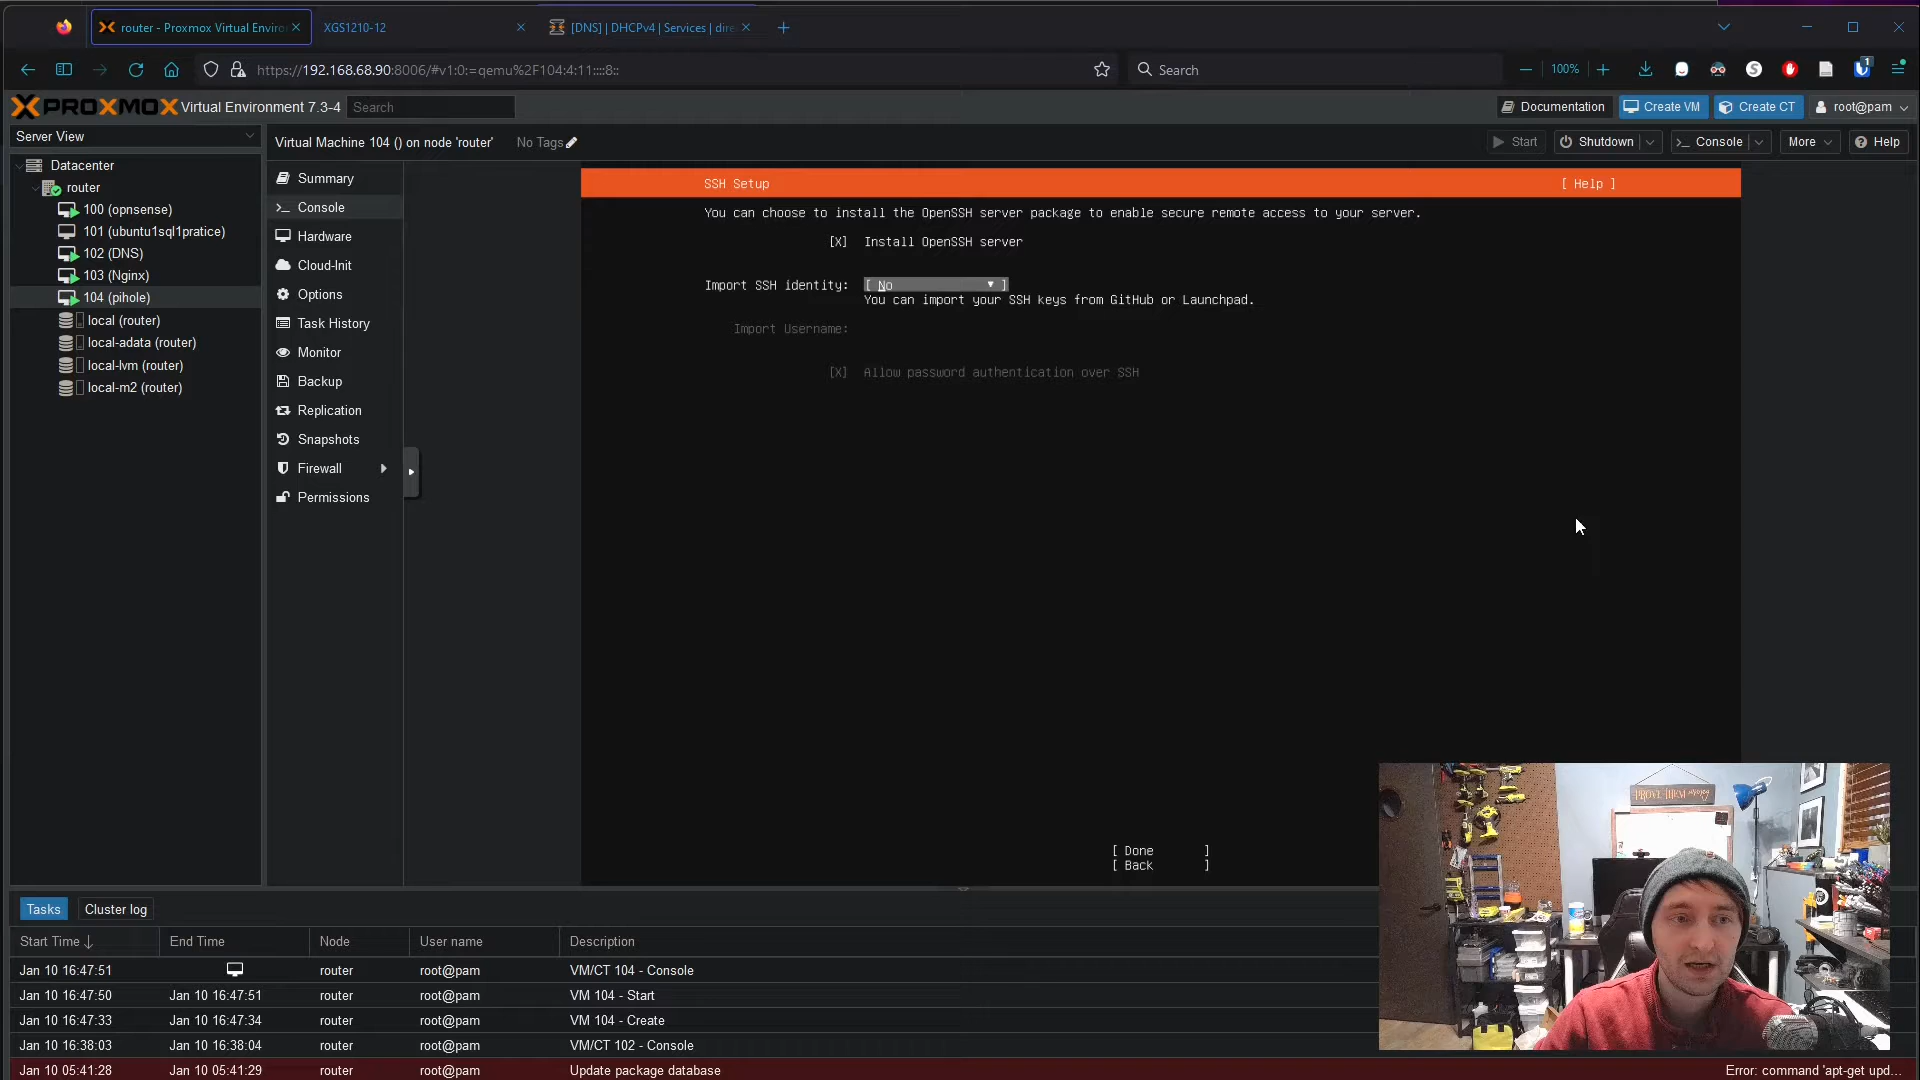 router - Proxmox Virtual Enviro
XGS1210-12
[DNS] | DHCPv4 | Services | dire
https://192.168.68.90:8006/#v1:0:=qemu%2F104:4:11::::8::
Search
100%
1
PROXMOX Virtual Environment 7.3-4
Search
Documentation
Create VM
Create CT
root@pam
Server View
Virtual Machine 104 () on node 'router'
No Tags
Start
Shutdown
Console
More
Help
Datacenter
router
100 (opnsense)
101 (ubuntu1sql1pratice)
102 (DNS)
103 (Nginx)
104 (pihole)
local (router)
local-adata (router)
local-lvm (router)
local-m2 (router)
Summary
Console
Hardware
Cloud-Init
Options
Task History
Monitor
Backup
Replication
Snapshots
Firewall
Permissions
SSH Setup [ Help ]
You can choose to install the OpenSSH server package to enable secure remote access to your server.
[X] Install OpenSSH server
Import SSH identity: [ No ▼ ]
You can import your SSH keys from GitHub or Launchpad.
Import Username:
[X] Allow password authentication over SSH
[ Done ]
[ Back ]
PROVE THEM Wrong
Tasks
Cluster log
Start Time ↓ End Time Node User name Description
Jan 10 16:47:51 router root@pam VM/CT 104 - Console
Jan 10 16:47:50 Jan 10 16:47:51 router root@pam VM 104 - Start
Jan 10 16:47:33 Jan 10 16:47:34 router root@pam VM 104 - Create
Jan 10 16:38:03 Jan 10 16:38:04 router root@pam VM/CT 102 - Console
Jan 10 05:41:28 Jan 10 05:41:29 router root@pam Update package database Error: command 'apt-get upd...